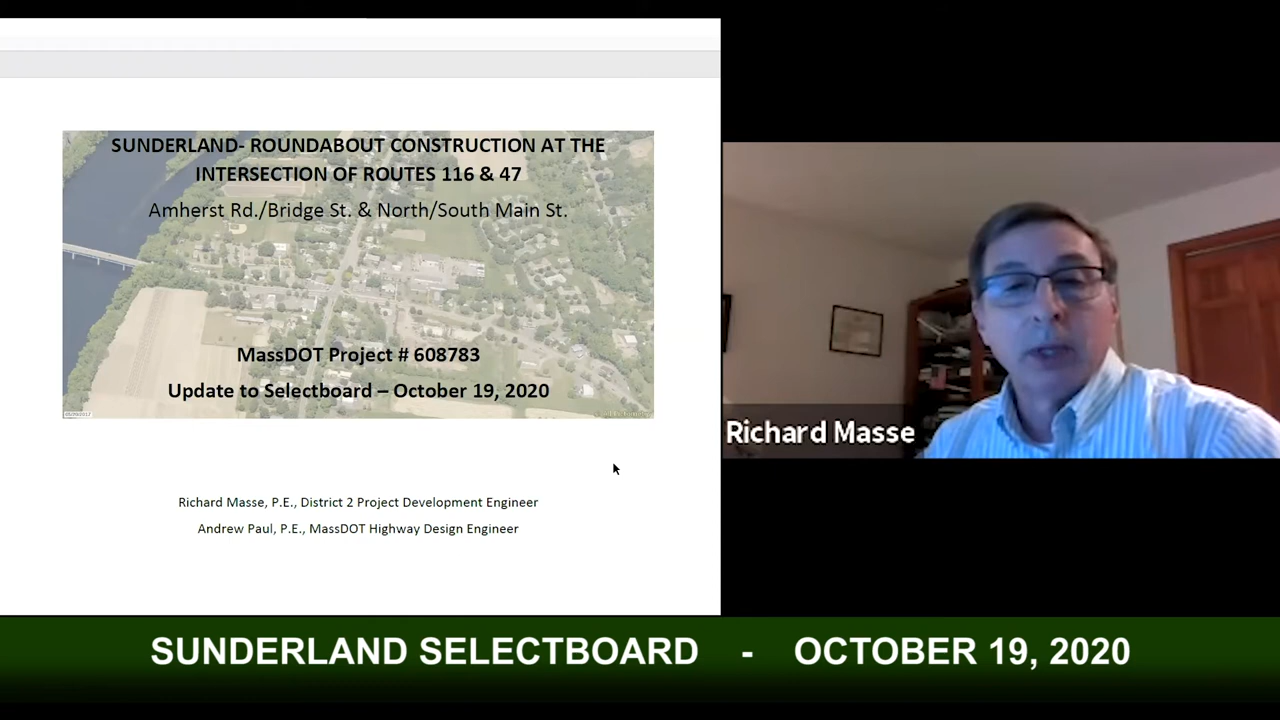 SUNDERLAND- ROUNDABOUT CONSTRUCTION AT THE
INTERSECTION OF ROUTES 116 & 47
Amherst Rd./Bridge St. & North/South Main St.
MassDOT Project # 608783
Update to Selectboard – October 19, 2020
Richard Masse, P.E., District 2 Project Development Engineer
Andrew Paul, P.E., MassDOT Highway Design Engineer
Richard Masse
SUNDERLAND SELECTBOARD - OCTOBER 19, 2020